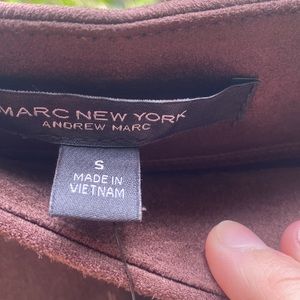 MARC NEW YORK
ANDREW MARC
S
MADE IN
VIETNAM